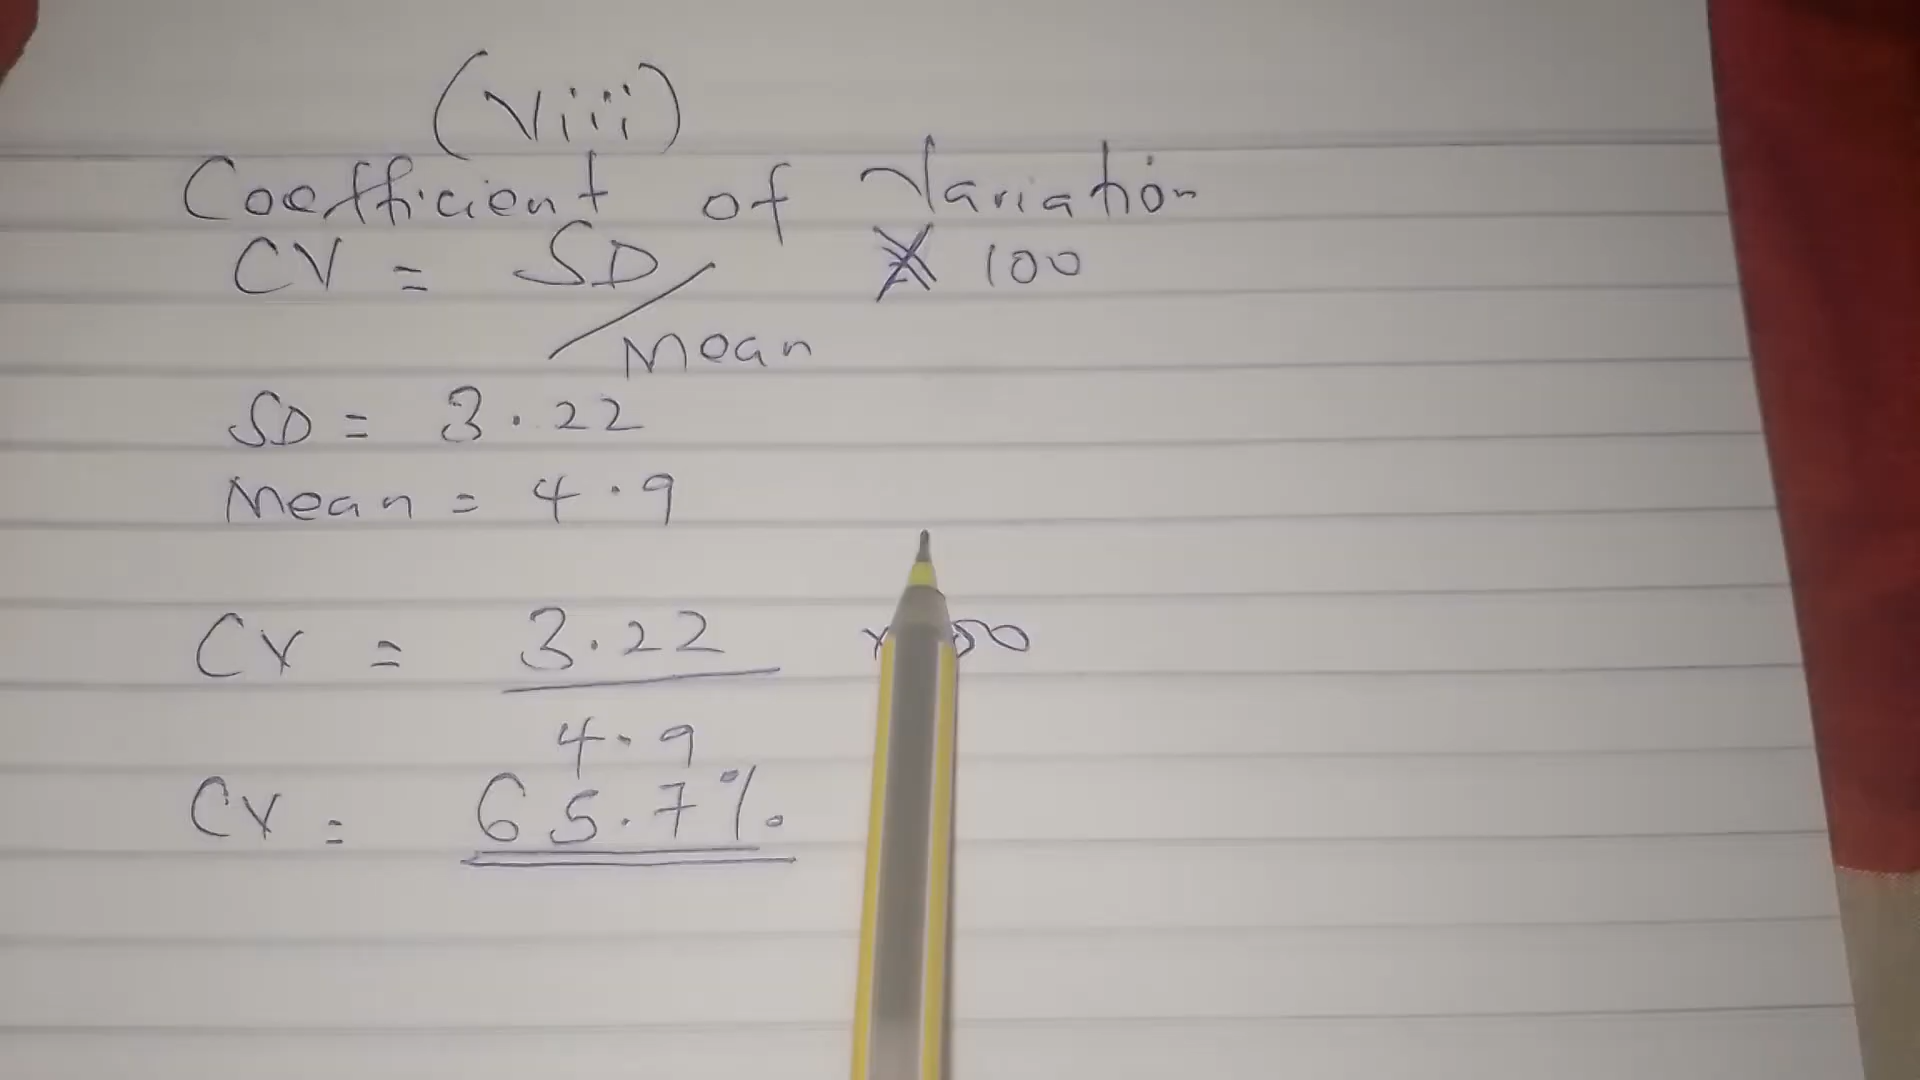 (Viii)
Coefficient of Variation
CV = SD/Mean X 100
SD = 3.22
Mean = 4.9
CV = 3.22 x 00
4.9
CV = 65.7%